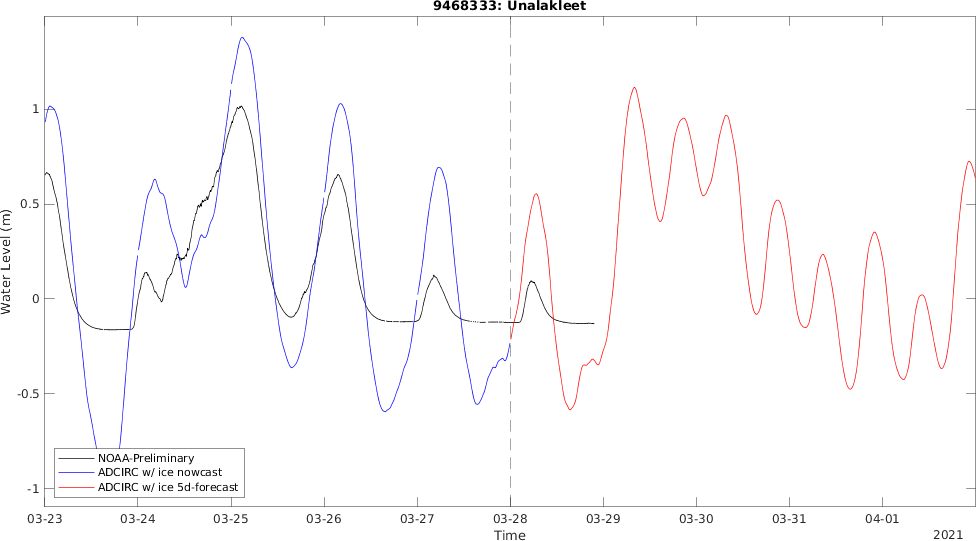 9468333: Unalakleet
Water Level (m)
1
0.5
0
-0.5
-1
NOAA-Preliminary
ADCIRC w/ ice nowcast
ADCIRC w/ ice 5d-forecast
03-23 03-24 03-25 03-26 03-27 03-28 03-29 03-30 03-31 04-01
Time
2021